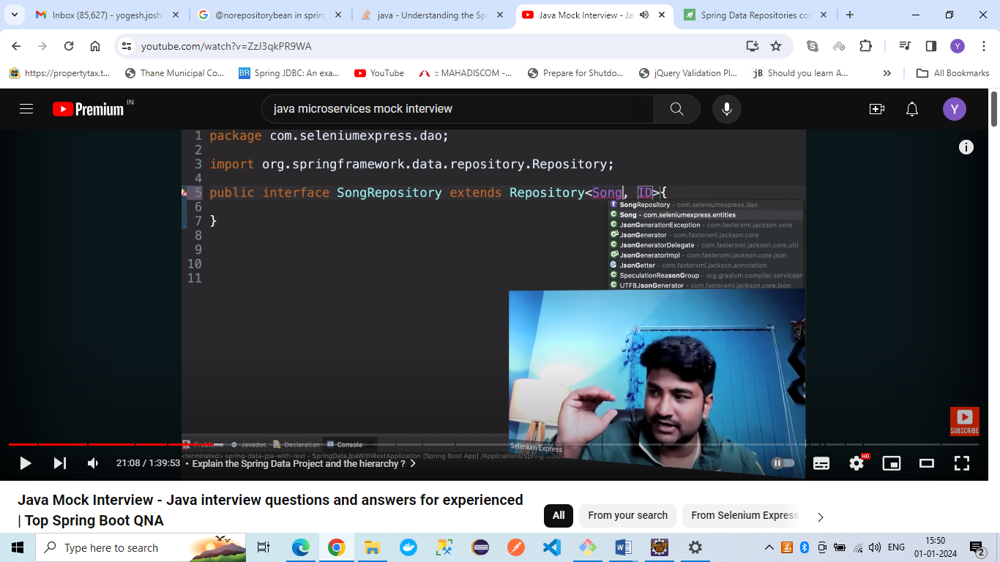 Inbox (85,627) - yogesh.joshi
@norepositorybean in spring
java - Understanding the Sp
Java Mock Interview - Ja
Spring Data Repositories co
youtube.com/watch?v=ZzJ3qkPR9WA
Y
https://propertytax.t...
Thane Municipal Co...
BR Spring JDBC: An exa...
YouTube
:: MAHADISCOM -...
Prepare for Shutdo...
jQuery Validation Pl...
jB Should you learn A...
All Bookmarks
Premium IN
java microservices mock interview
Y
1 package com.seleniumexpress.dao;
2
3 import org.springframework.data.repository.Repository;
4
5 public interface SongRepository extends Repository<Song, ID>{
6
7 }
8
9
10
11
SongRepository - com.seleniumexpress.dao
Song - com.seleniumexpress.entities
JsonGenerationException - com.fasterxml.jackson.core
JsonGenerator - com.fasterxml.jackson.core
JsonGeneratorDelegate - com.fasterxml.jackson.core.util
JsonGeneratorImpl - com.fasterxml.jackson.core.json
JsonGetter - com.fasterxml.jackson.annotation
SpeculationReasonGroup - org.graalvm.compiler.servicepr
UTF8JsonGenerator - com.fasterxml.jackson.core.json
SUBSCRIBE
Problems @ Javadoc Declaration Console
Selenium Express
<terminated> spring-data-jpa-with-rest - SpringDataJpaWithRestApplication [Spring Boot App]
21:08 / 1:39:53 • Explain the Spring Data Project and the hierarchy ?
HD
Java Mock Interview - Java interview questions and answers for experienced
| Top Spring Boot QNA
All
From your search
From Selenium Express
Type here to search
ENG
15:50
01-01-2024
2